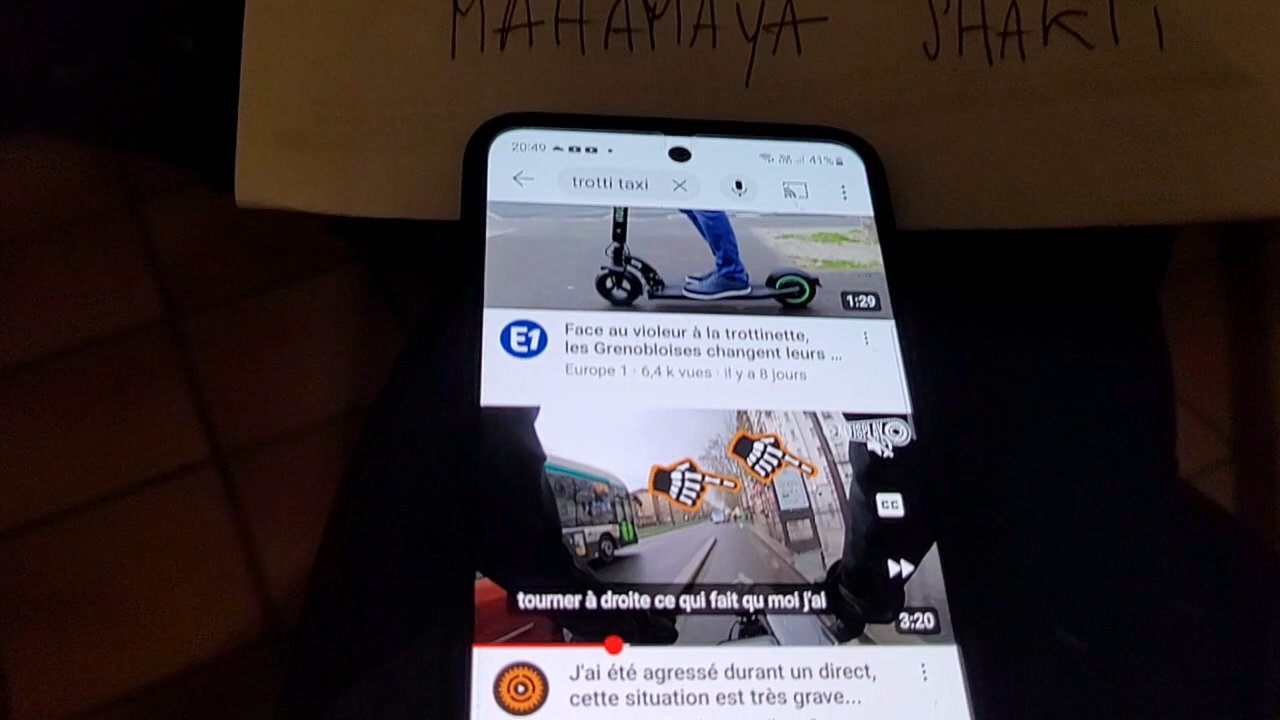 MAHAMAYA SHAKTI
20:49
41%
trotti taxi
1:29
E1
Face au violeur à la trottinette,
les Grenobloises changent leurs ...
Europe 1 · 6,4 k vues · il y a 8 jours
CC
tourner à droite ce qui fait qu moi j'ai
3:20
J'ai été agressé durant un direct,
cette situation est très grave...